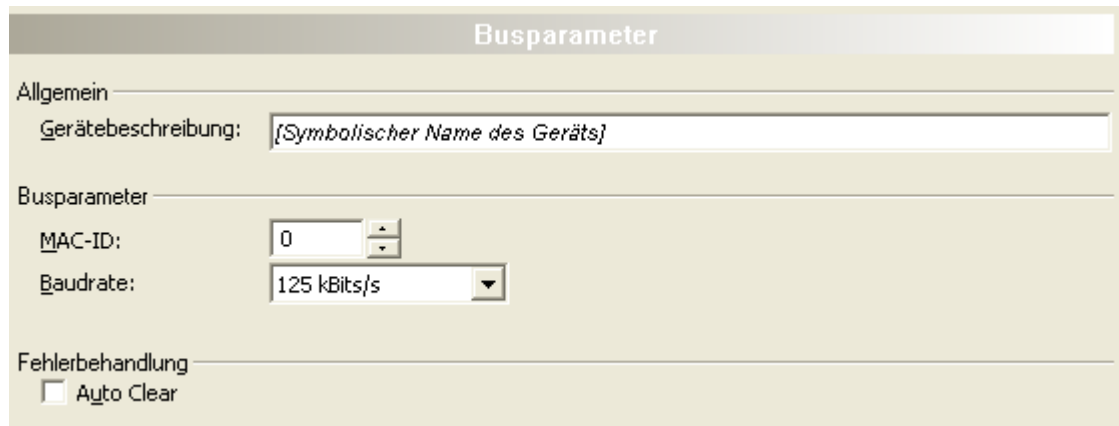 Busparameter
Allgemein
Gerätebeschreibung: [Symbolischer Name des Geräts]
Busparameter
MAC-ID: 0
Baudrate: 125 kBits/s
Fehlerbehandlung
Auto Clear